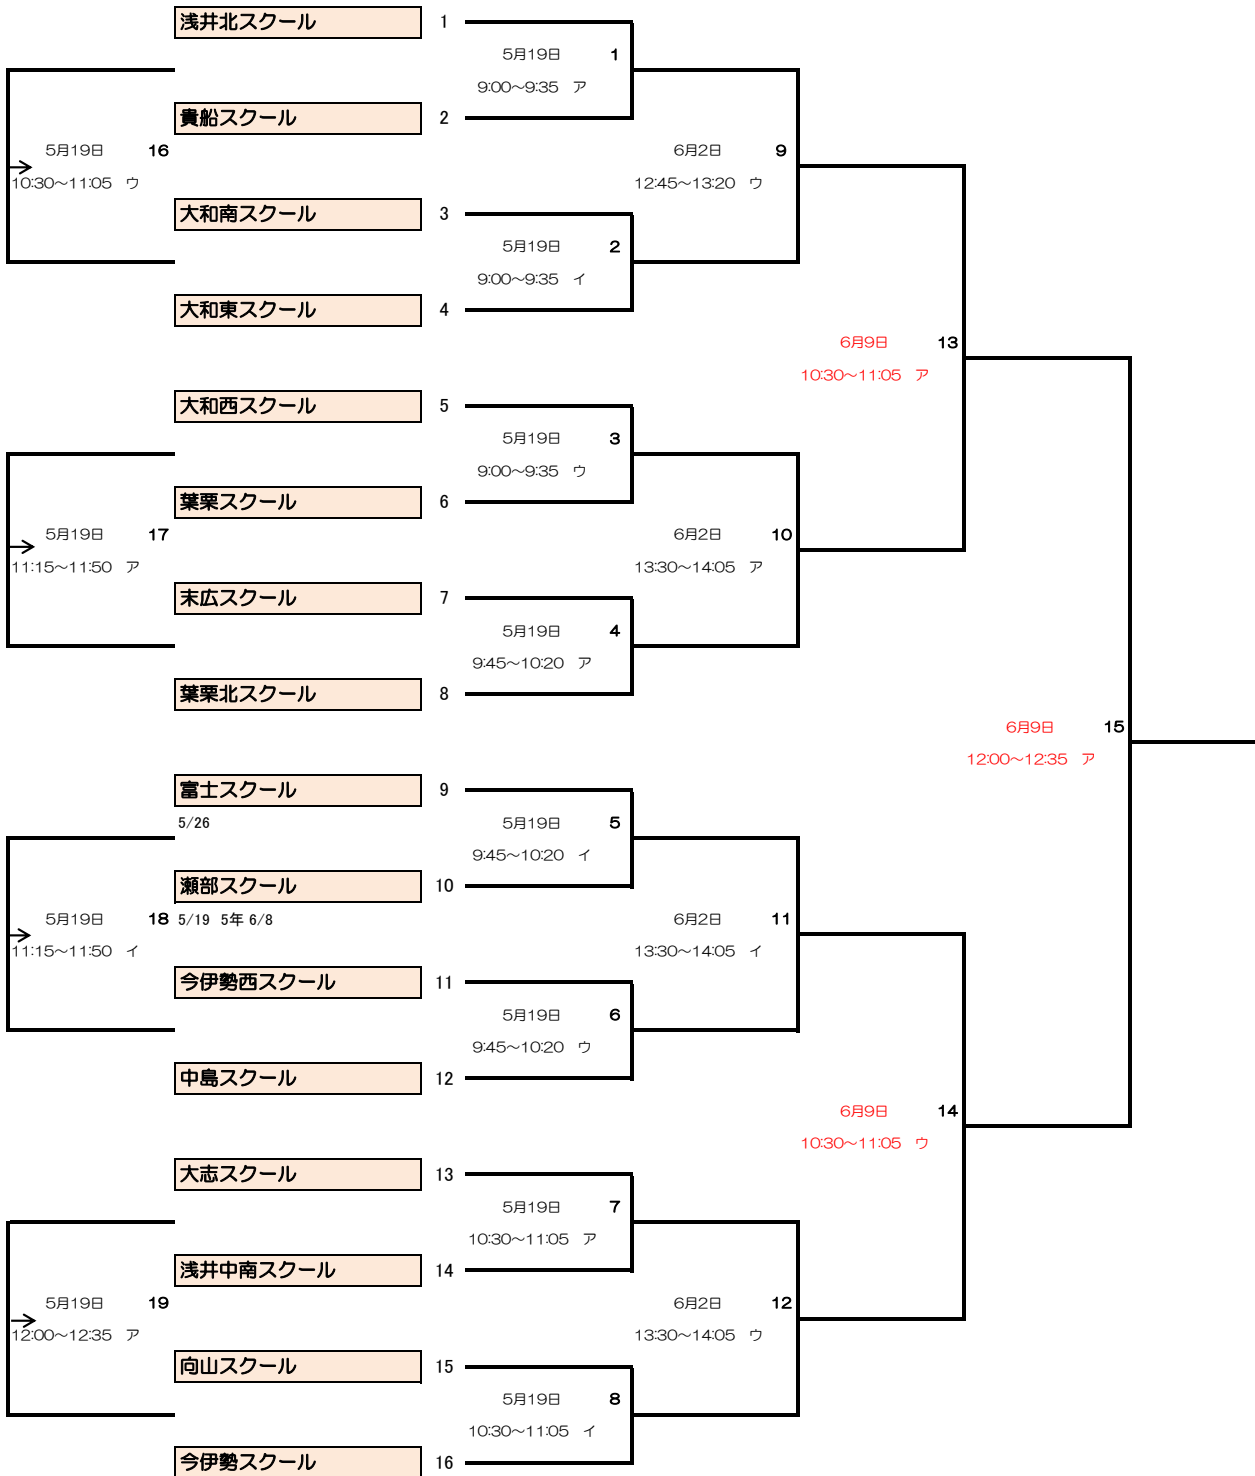 浅井北スクール 1
5月19日 1
9:00～9:35 ア
貴船スクール 2
5月19日 16
10:30～11:05 ウ
6月2日 9
12:45～13:20 ウ
大和南スクール 3
5月19日 2
9:00～9:35 イ
大和東スクール 4
6月9日 13
10:30～11:05 ア
大和西スクール 5
5月19日 3
9:00～9:35 ウ
葉栗スクール 6
5月19日 17
11:15～11:50 ア
6月2日 10
13:30～14:05 ア
末広スクール 7
5月19日 4
9:45～10:20 ア
葉栗北スクール 8
6月9日 15
12:00～12:35 ア
富士スクール 9
5/26
5月19日 5
9:45～10:20 イ
瀬部スクール 10
5月19日 18
11:15～11:50 イ
5/19 5年 6/8
6月2日 11
13:30～14:05 イ
今伊勢西スクール 11
5月19日 6
9:45～10:20 ウ
中島スクール 12
6月9日 14
10:30～11:05 ウ
大志スクール 13
5月19日 7
10:30～11:05 ア
浅井中南スクール 14
5月19日 19
12:00～12:35 ア
6月2日 12
13:30～14:05 ウ
向山スクール 15
5月19日 8
10:30～11:05 イ
今伊勢スクール 16